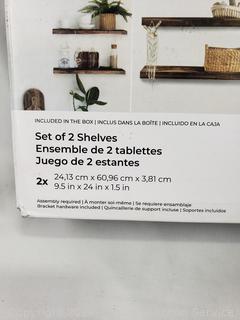 INCLUDED IN THE BOX | INCLUS DANS LA BOÎTE | INCLUIDO EN LA CAJA
Set of 2 Shelves
Ensemble de 2 tablettes
Juego de 2 estantes
2x 24,13 cm x 60,96 cm x 3,81 cm
9.5 in x 24 in x 1.5 in
Assembly required | À monter soi-même | Se requiere ensamblaje
Bracket hardware included | Quincaillerie de support incluse | Soportes incluidos